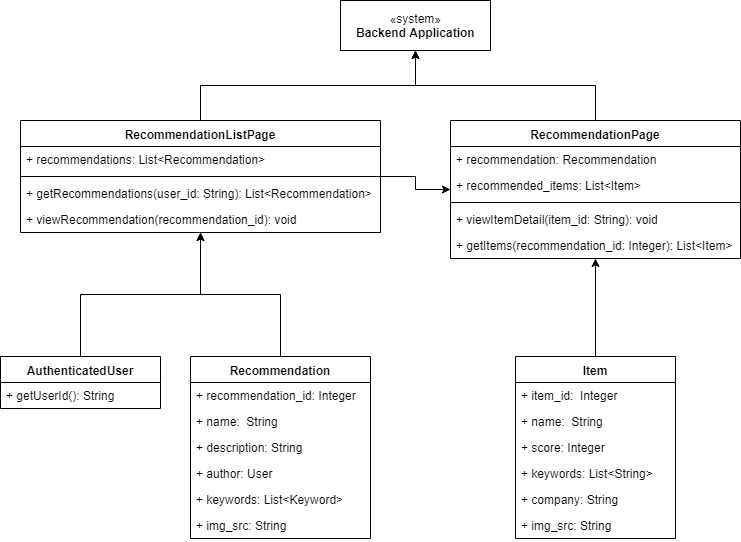 «system»
Backend Application
RecommendationListPage
+ recommendations: List<Recommendation>
+ getRecommendations(user_id: String): List<Recommendation>
+ viewRecommendation(recommendation_id): void
RecommendationPage
+ recommendation: Recommendation
+ recommended_items: List<Item>
+ viewItemDetail(item_id: String): void
+ getItems(recommendation_id: Integer): List<Item>
AuthenticatedUser
+ getUserId(): String
Recommendation
+ recommendation_id: Integer
+ name:  String
+ description: String
+ author: User
+ keywords: List<Keyword>
+ img_src: String
Item
+ item_id:  Integer
+ name:  String
+ score: Integer
+ keywords: List<String>
+ company: String
+ img_src: String